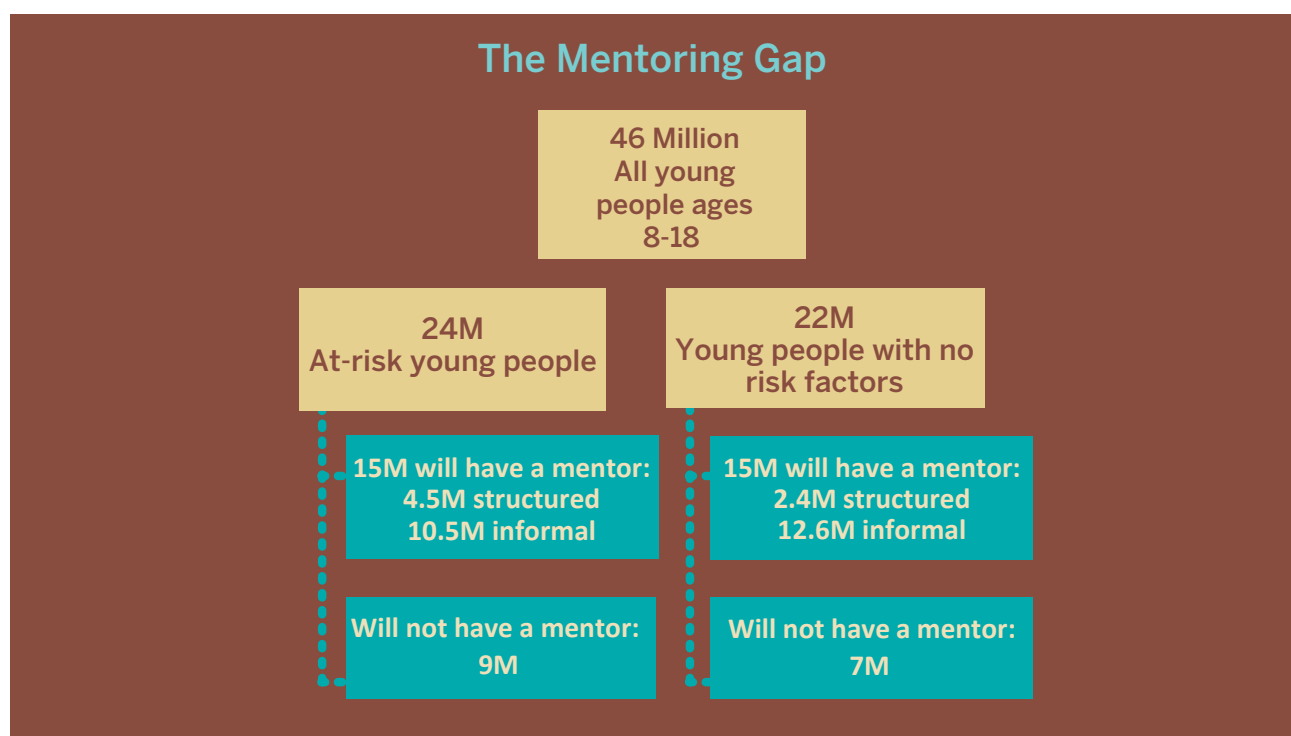 The Mentoring Gap
46 Million
All young
people ages
8-18
24M
At-risk young people
22M
Young people with no
risk factors
15M will have a mentor:
4.5M structured
10.5M informal
15M will have a mentor:
2.4M structured
12.6M informal
Will not have a mentor:
9M
Will not have a mentor:
7M